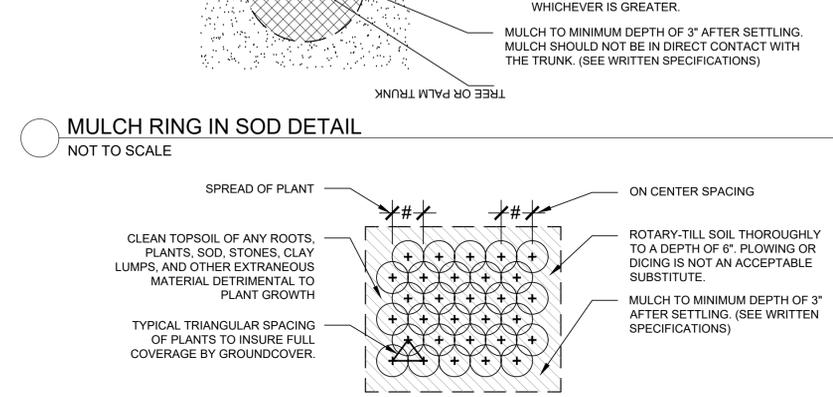 WHICHEVER IS GREATER.
MULCH TO MINIMUM DEPTH OF 3" AFTER SETTLING.
MULCH SHOULD NOT BE IN DIRECT CONTACT WITH
THE TRUNK. (SEE WRITTEN SPECIFICATIONS)
TREE OR PALM TRUNK
MULCH RING IN SOD DETAIL
NOT TO SCALE
SPREAD OF PLANT
#
#
ON CENTER SPACING
CLEAN TOPSOIL OF ANY ROOTS,
PLANTS, SOD, STONES, CLAY
LUMPS, AND OTHER EXTRANEOUS
MATERIAL DETRIMENTAL TO
PLANT GROWTH
ROTARY-TILL SOIL THOROUGHLY
TO A DEPTH OF 6". PLOWING OR
DICING IS NOT AN ACCEPTABLE
SUBSTITUTE.
MULCH TO MINIMUM DEPTH OF 3"
AFTER SETTLING. (SEE WRITTEN
SPECIFICATIONS)
TYPICAL TRIANGULAR SPACING
OF PLANTS TO INSURE FULL
COVERAGE BY GROUNDCOVER.